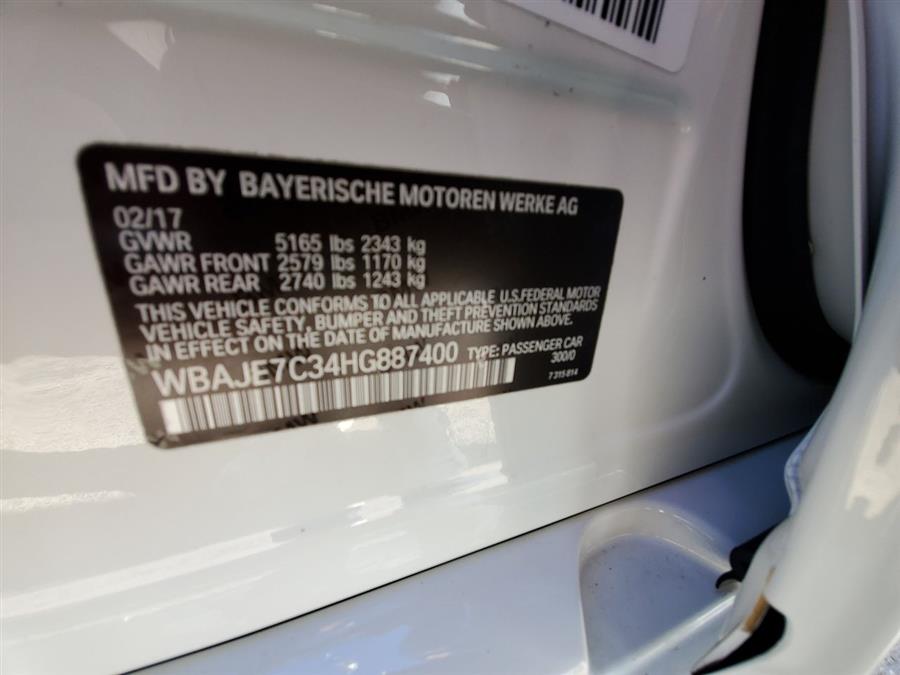 MFD BY BAYERISCHE MOTOREN WERKE AG
02/17
GVWR 5165 lbs 2343 kg
GAWR FRONT 2579 lbs 1170 kg
GAWR REAR 2740 lbs 1243 kg
THIS VEHICLE CONFORMS TO ALL APPLICABLE U.S.FEDERAL MOTOR
VEHICLE SAFETY, BUMPER AND THEFT PREVENTION STANDARDS
IN EFFECT ON THE DATE OF MANUFACTURE SHOWN ABOVE.
WBAJE7C34HG887400 TYPE: PASSENGER CAR
300/0
7 315 814